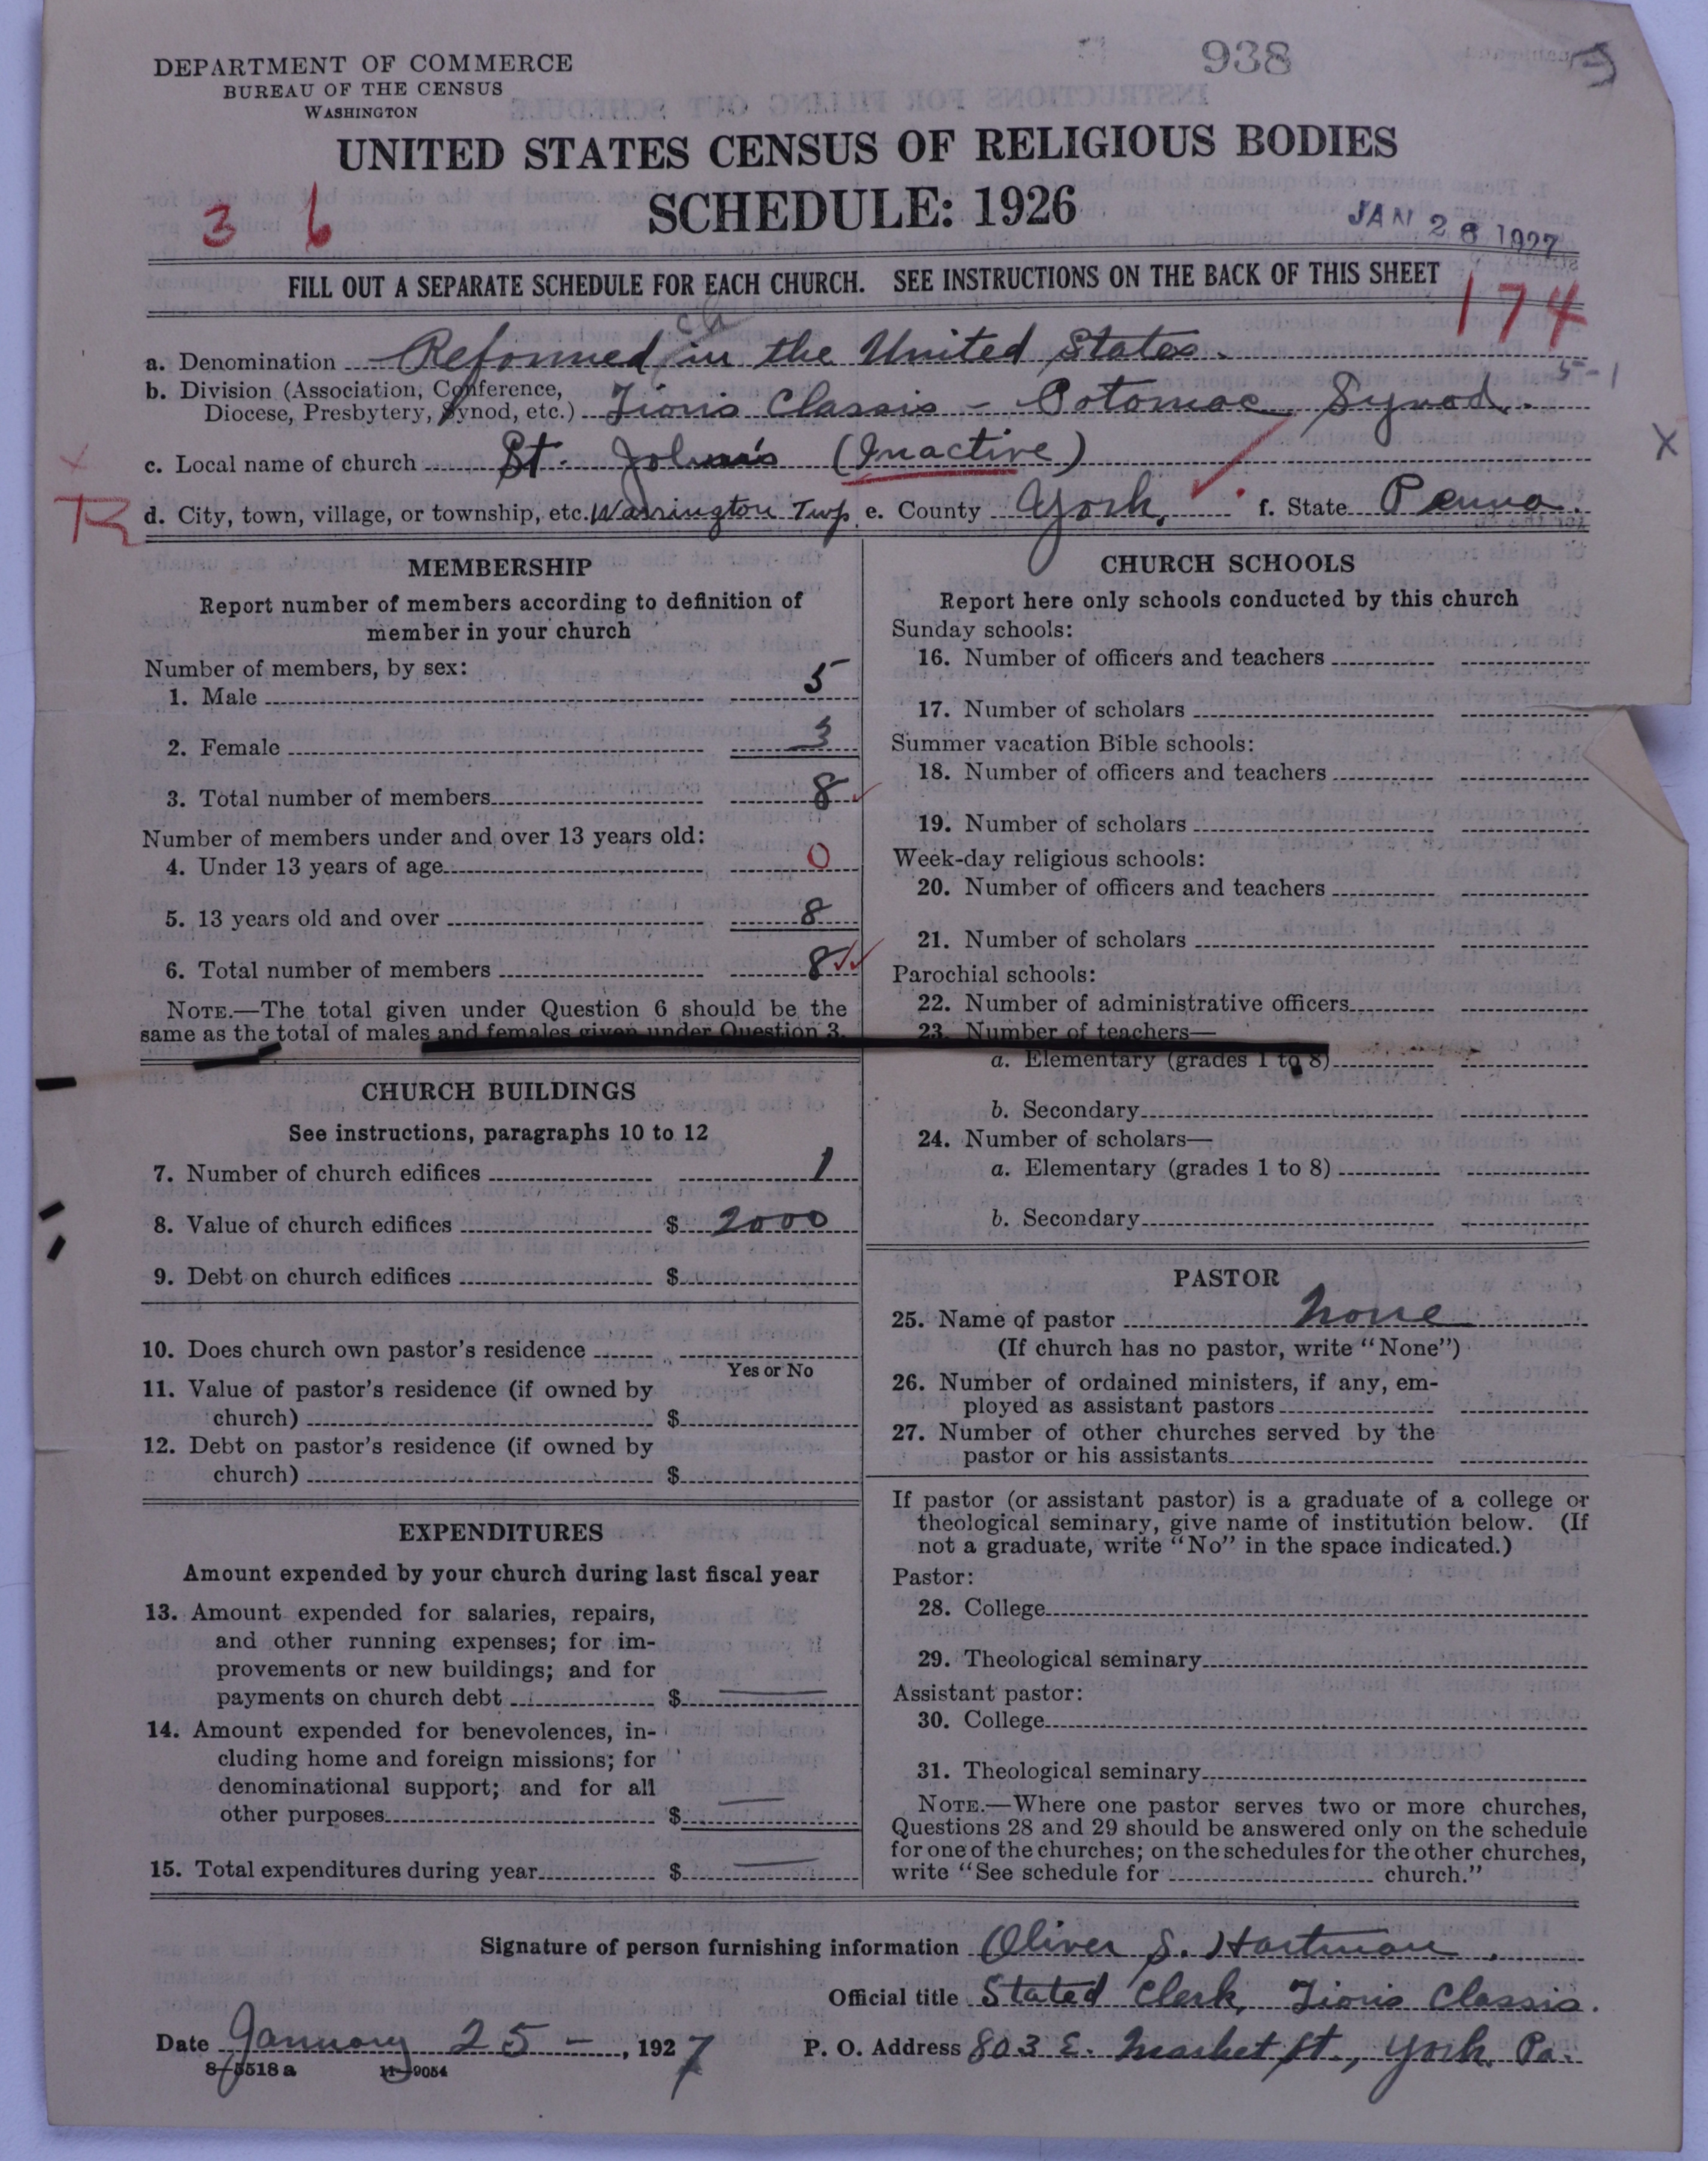 938
DEPARTMENT OF COMMERCE
BUREAU OF THE CENSUS
WASHINGTON
UNITED STATES CENSUS OF RELIGIOUS BODIES
SCHEDULE: 1926
3 6
JAN 28 1927
FILL OUT A SEPARATE SCHEDULE FOR EACH CHURCH. SEE INSTRUCTIONS ON THE BACK OF THIS SHEET
174
ch
a. Denomination Reformed in the United States.
5-1
b. Division (Association, Conference,
Diocese, Presbytery, Synod, etc.) Zion's Classis - Potomac Synod.
c. Local name of church St. John's (Inactive)
X
R
d. City, town, village, or township, etc. Warrington Twp. e. County York. f. State Penna.
MEMBERSHIP
Report number of members according to definition of
member in your church
Number of members, by sex:
1. Male 5
2. Female 3
3. Total number of members 8
Number of members under and over 13 years old:
4. Under 13 years of age 0
5. 13 years old and over 8
6. Total number of members 8
NOTE.—The total given under Question 6 should be the
same as the total of males and females given under Question 3.
CHURCH BUILDINGS
See instructions, paragraphs 10 to 12
7. Number of church edifices 1
8. Value of church edifices $ 2000
9. Debt on church edifices $
10. Does church own pastor's residence
Yes or No
11. Value of pastor's residence (if owned by
church) $
12. Debt on pastor's residence (if owned by
church) $
EXPENDITURES
Amount expended by your church during last fiscal year
13. Amount expended for salaries, repairs,
and other running expenses; for im-
provements or new buildings; and for
payments on church debt $ —
14. Amount expended for benevolences, in-
cluding home and foreign missions; for
denominational support; and for all
other purposes $ —
15. Total expenditures during year $ —
CHURCH SCHOOLS
Report here only schools conducted by this church
Sunday schools:
16. Number of officers and teachers
17. Number of scholars
Summer vacation Bible schools:
18. Number of officers and teachers
19. Number of scholars
Week-day religious schools:
20. Number of officers and teachers
21. Number of scholars
Parochial schools:
22. Number of administrative officers
23. Number of teachers—
a. Elementary (grades 1 to 8)
b. Secondary
24. Number of scholars—
a. Elementary (grades 1 to 8)
b. Secondary
PASTOR
25. Name of pastor None
(If church has no pastor, write "None")
26. Number of ordained ministers, if any, em-
ployed as assistant pastors
27. Number of other churches served by the
pastor or his assistants
If pastor (or assistant pastor) is a graduate of a college or
theological seminary, give name of institution below. (If
not a graduate, write "No" in the space indicated.)
Pastor:
28. College
29. Theological seminary
Assistant pastor:
30. College
31. Theological seminary
NOTE.—Where one pastor serves two or more churches,
Questions 28 and 29 should be answered only on the schedule
for one of the churches; on the schedules for the other churches,
write "See schedule for church."
Signature of person furnishing information Oliver S. Hartman.
Official title Stated Clerk, Zion's Classis.
Date January 25 -, 1927 P. O. Address 803 E. Market St., York, Pa.
8-5518 a 11-9054